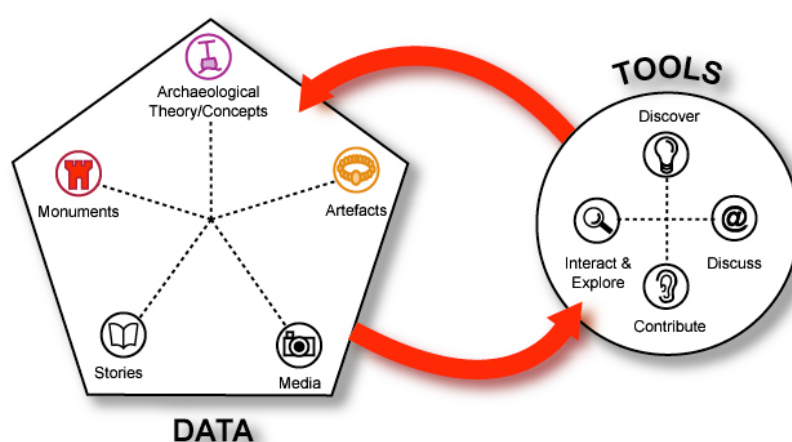 Archaeological
Theory/Concepts
Monuments
Artefacts
Stories
Media
DATA
TOOLS
Discover
Interact &
Explore
@
Discuss
Contribute